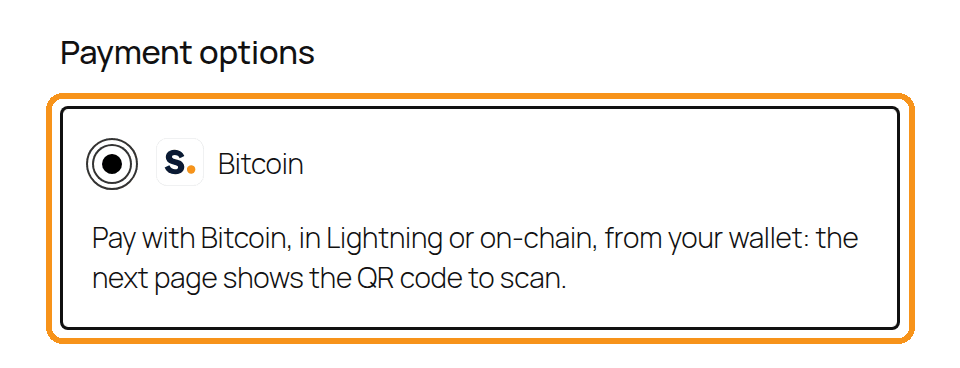 Payment options
S. Bitcoin
Pay with Bitcoin, in Lightning or on-chain, from your wallet: the
next page shows the QR code to scan.